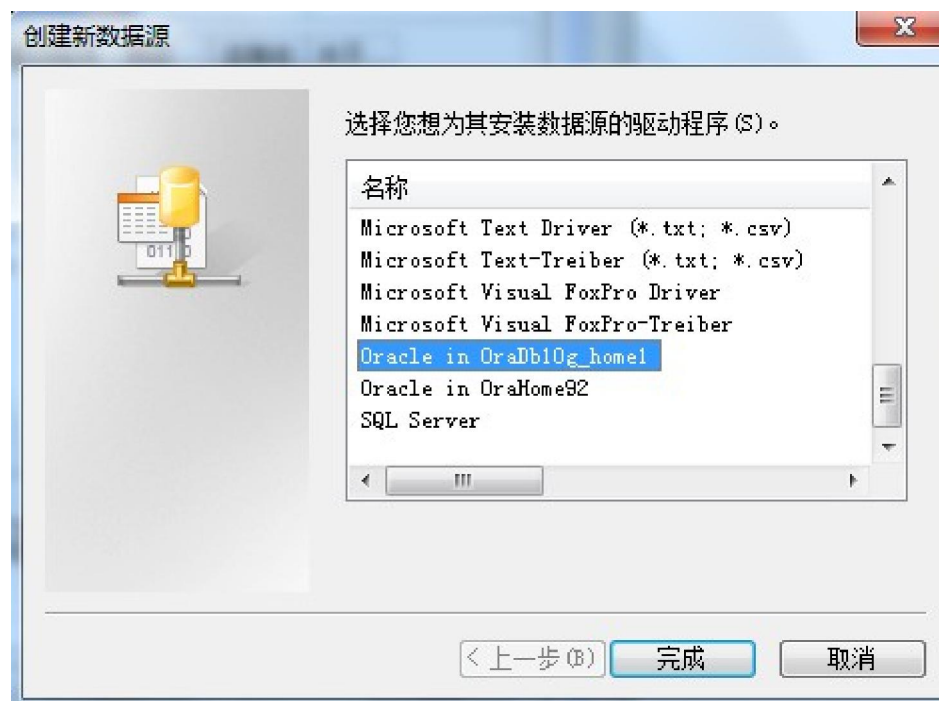 创建新数据源
选择您想为其安装数据源的驱动程序(S)。
名称
Microsoft Text Driver (*.txt; *.csv)
Microsoft Text-Treiber (*.txt; *.csv)
Microsoft Visual FoxPro Driver
Microsoft Visual FoxPro-Treiber
Oracle in OraDb10g_home1
Oracle in OraHome92
SQL Server
< 上一步(B)
完成
取消